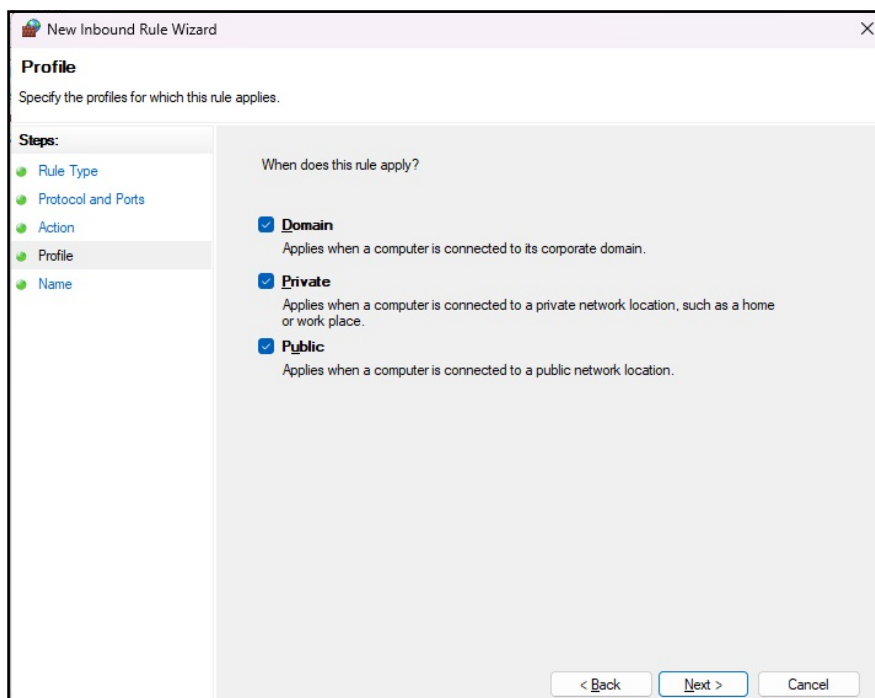 New Inbound Rule Wizard
Profile
Specify the profiles for which this rule applies.
Steps:
Rule Type
Protocol and Ports
Action
Profile
Name
When does this rule apply?
Domain
Applies when a computer is connected to its corporate domain.
Private
Applies when a computer is connected to a private network location, such as a home
or work place.
Public
Applies when a computer is connected to a public network location.
< Back
Next >
Cancel